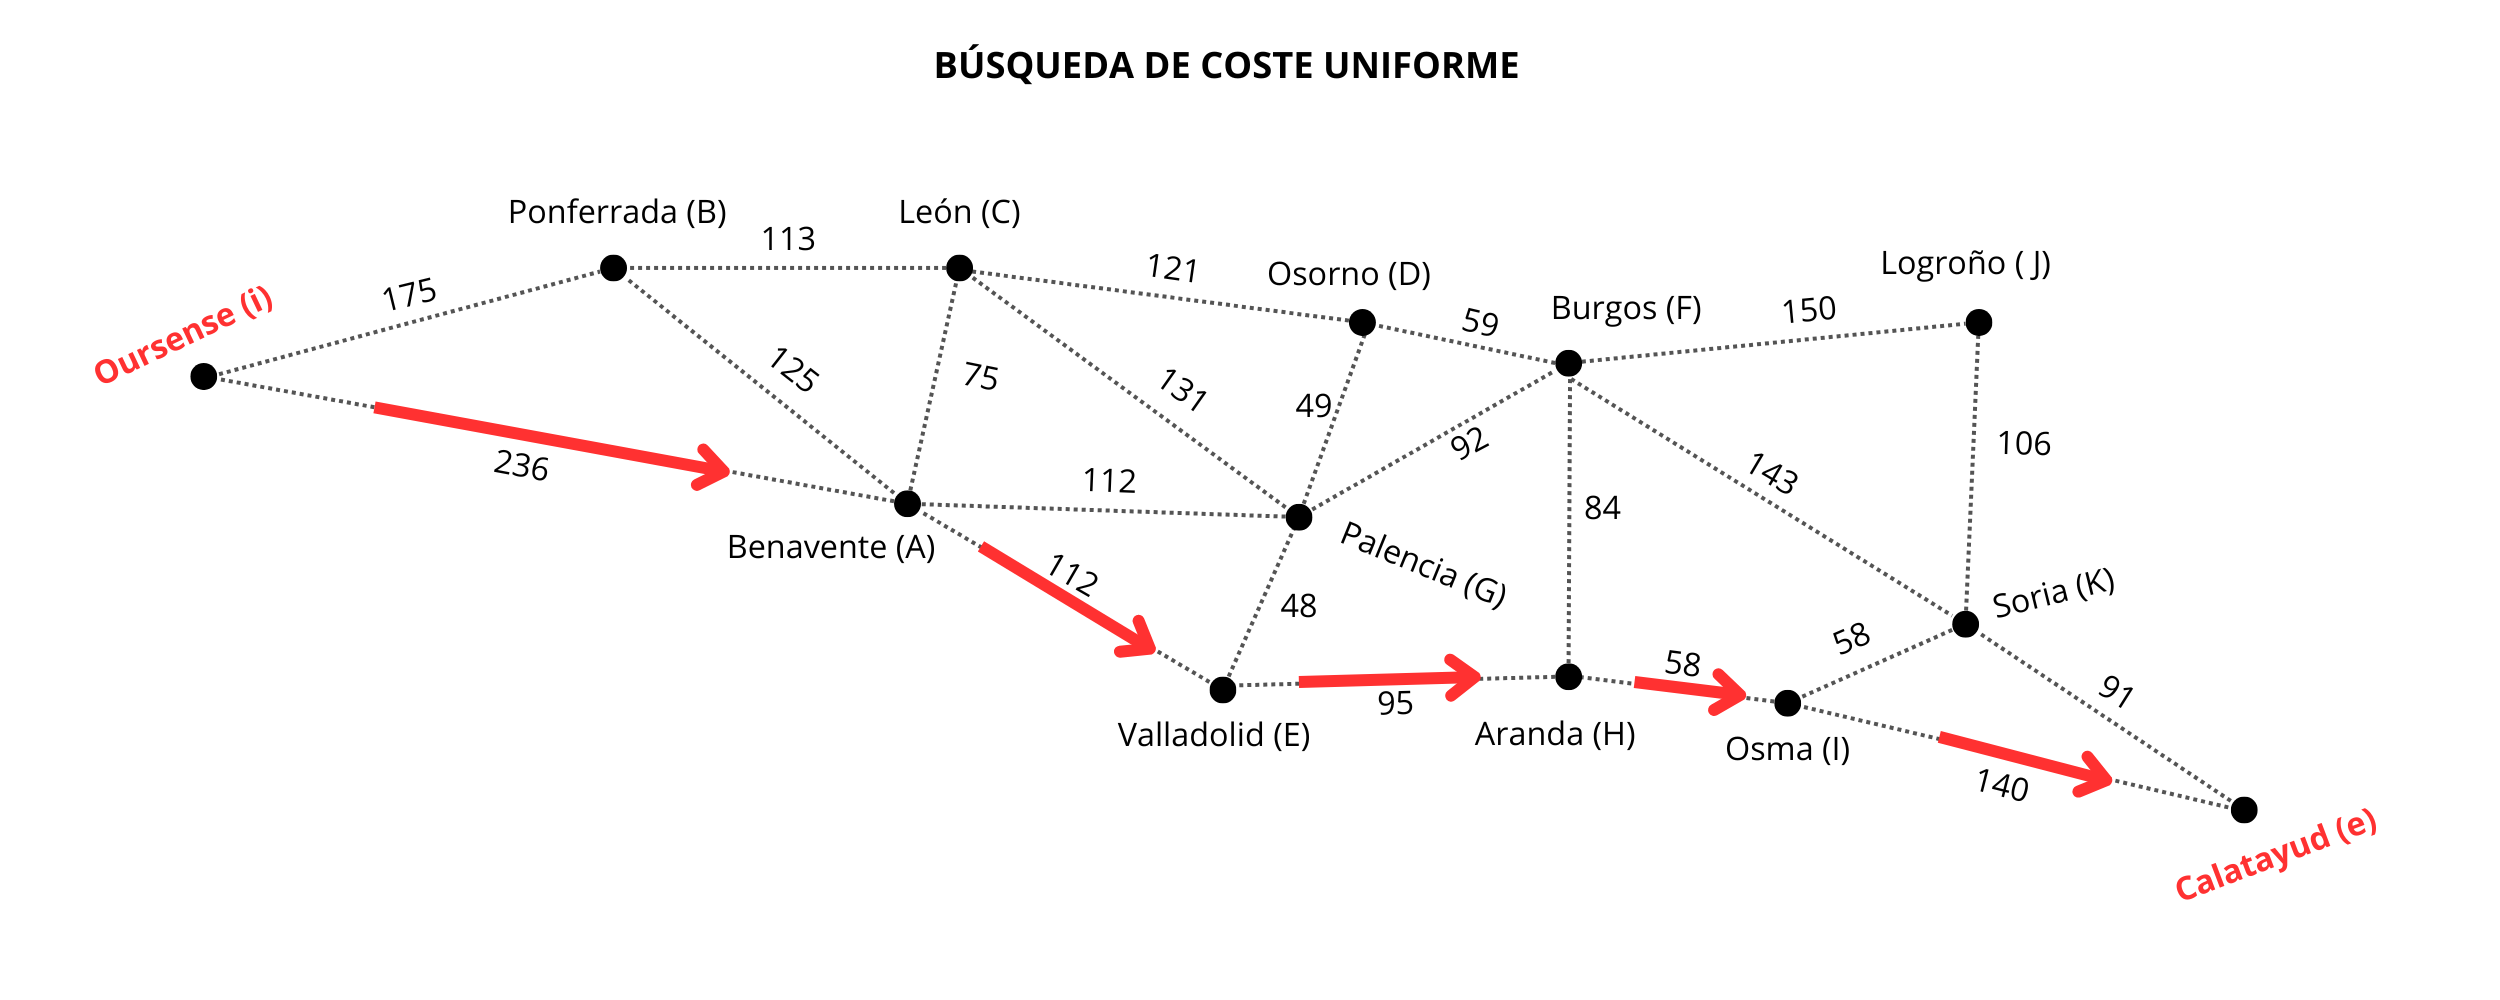 BÚSQUEDA DE COSTE UNIFORME
Ponferrada (B)
León (C)
113
121
Osorno (D)
Logroño ( J)
Oursense (i)
175
59
Burgos (F)
150
125
75
131
49
92
106
236
112
143
84
Benavente (A)
112
Palencia (G)
48
Soria (K)
58
58
95
91
Valladolid (E)
Aranda (H)
Osma (I)
140
Calatayud (e)